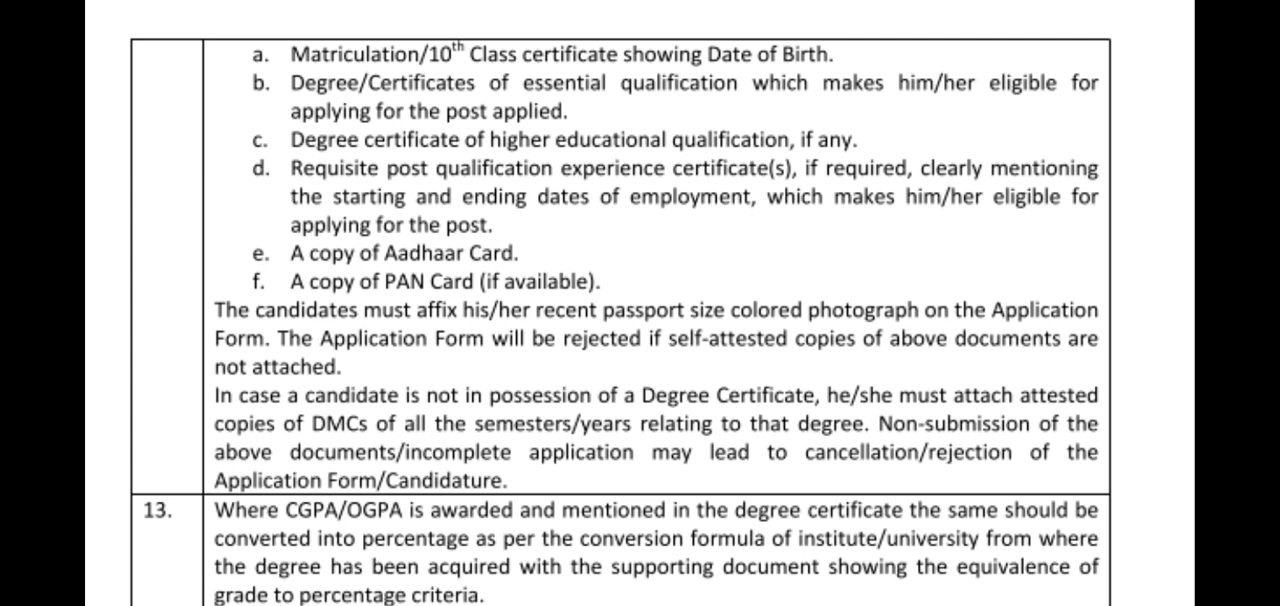 a. Matriculation/10th Class certificate showing Date of Birth.
b. Degree/Certificates of essential qualification which makes him/her eligible for
applying for the post applied.
c. Degree certificate of higher educational qualification, if any.
d. Requisite post qualification experience certificate(s), if required, clearly mentioning
the starting and ending dates of employment, which makes him/her eligible for
applying for the post.
e. A copy of Aadhaar Card.
f. A copy of PAN Card (if available).
The candidates must affix his/her recent passport size colored photograph on the Application
Form. The Application Form will be rejected if self-attested copies of above documents are
not attached.
In case a candidate is not in possession of a Degree Certificate, he/she must attach attested
copies of DMCs of all the semesters/years relating to that degree. Non-submission of the
above documents/incomplete application may lead to cancellation/rejection of the
Application Form/Candidature.
13. Where CGPA/OGPA is awarded and mentioned in the degree certificate the same should be
converted into percentage as per the conversion formula of institute/university from where
the degree has been acquired with the supporting document showing the equivalence of
grade to percentage criteria.